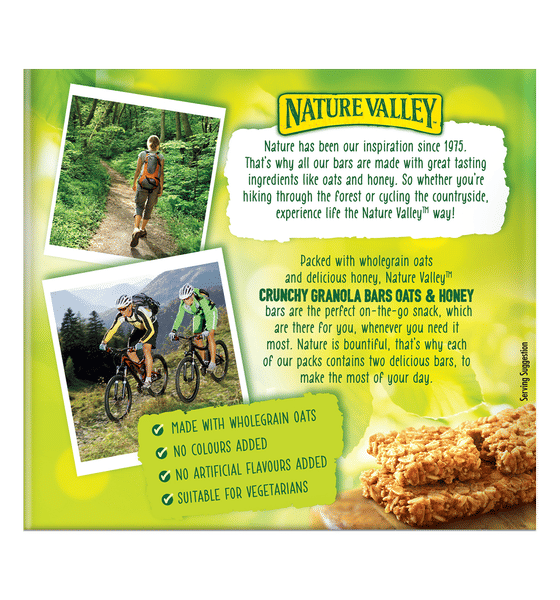 NATURE VALLEY™
Nature has been our inspiration since 1975.
That's why all our bars are made with great tasting
ingredients like oats and honey. So whether you're
hiking through the forest or cycling the countryside,
experience life the Nature Valley™ way!
Packed with wholegrain oats
and delicious honey, Nature Valley™
CRUNCHY GRANOLA BARS OATS & HONEY
bars are the perfect on-the-go snack, which
are there for you, whenever you need it
most. Nature is bountiful, that's why each
of our packs contains two delicious bars, to
make the most of your day.
Serving Suggestion
MADE WITH WHOLEGRAIN OATS
NO COLOURS ADDED
NO ARTIFICIAL FLAVOURS ADDED
SUITABLE FOR VEGETARIANS